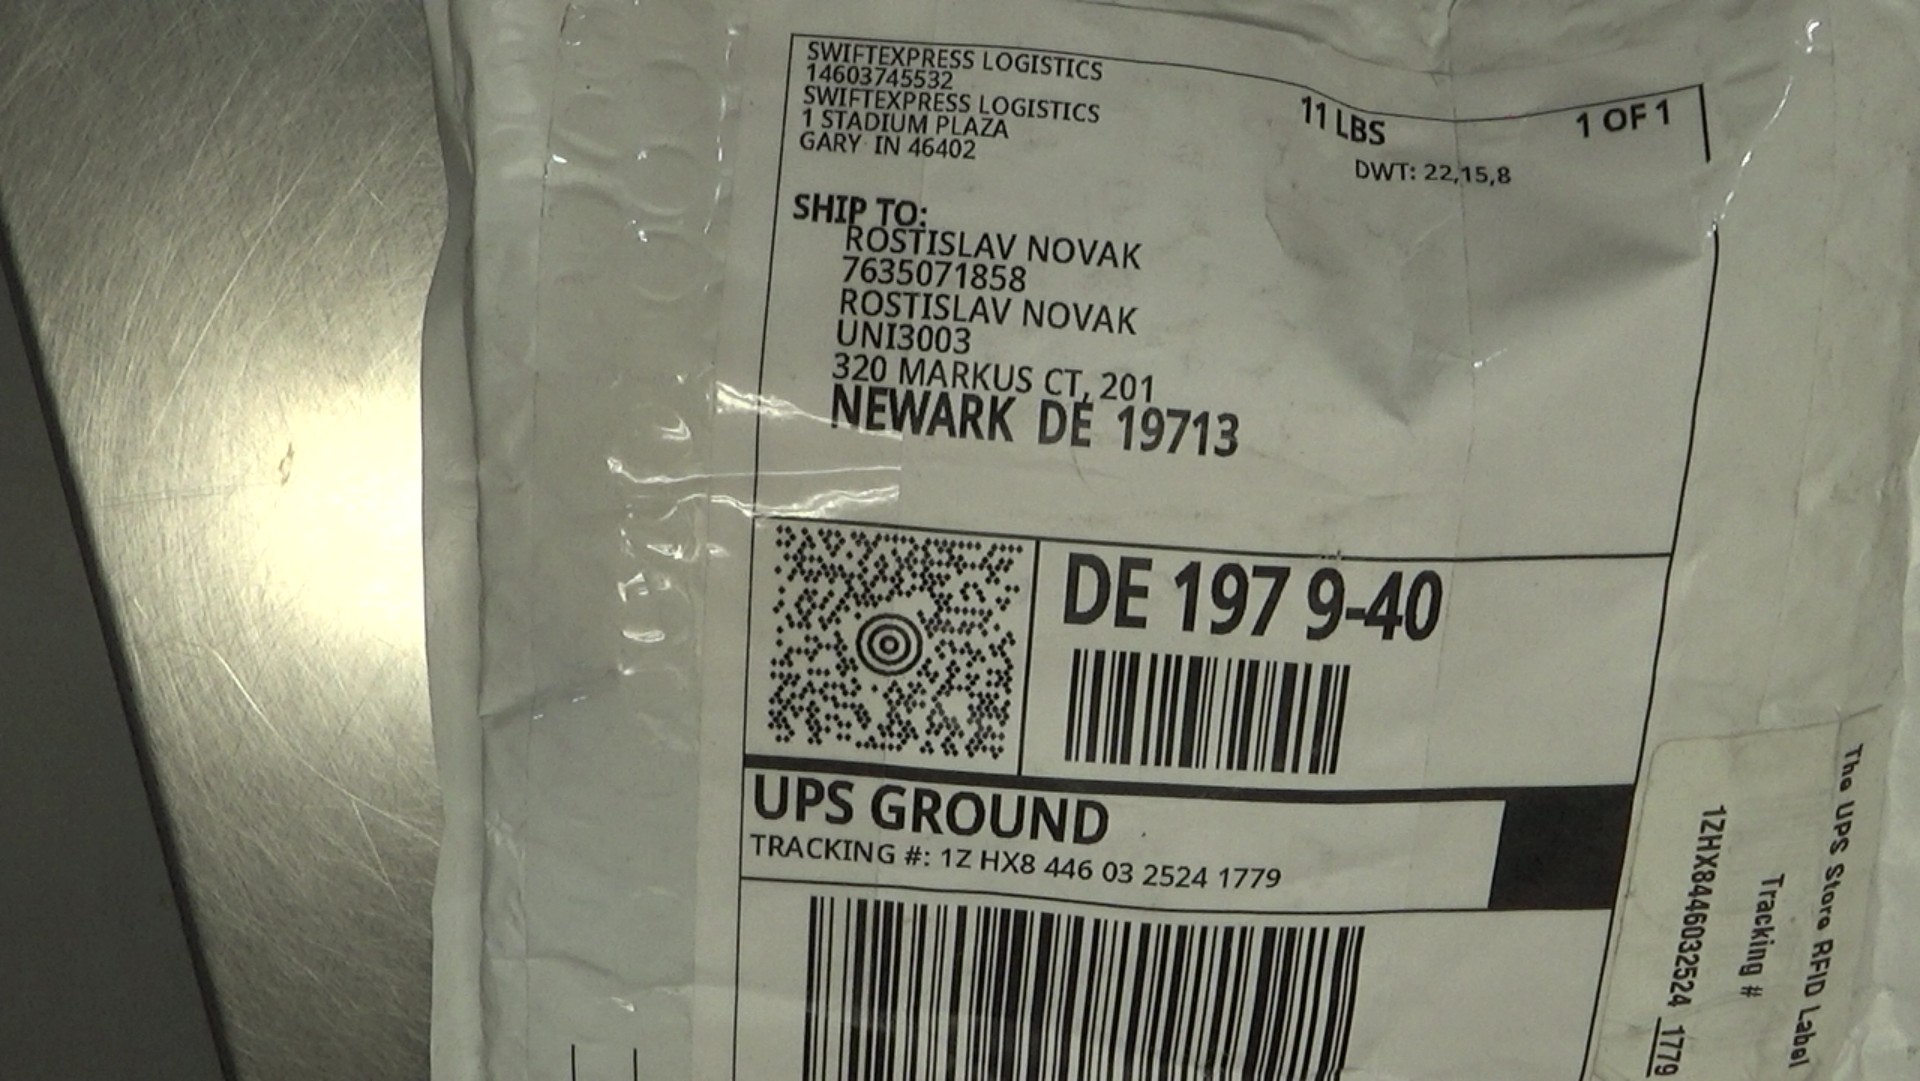 SWIFTEXPRESS LOGISTICS
14603745532
SWIFTEXPRESS LOGISTICS
1 STADIUM PLAZA
GARY IN 46402
11 LBS
1 OF 1
DWT: 22,15,8
SHIP TO:
ROSTISLAV NOVAK
7635071858
ROSTISLAV NOVAK
UNI3003
320 MARKUS CT, 201
NEWARK DE 19713
DE 197 9-40
UPS GROUND
TRACKING #: 1Z HX8 446 03 2524 1779
The UPS Store RFID Label
Tracking #
1ZHX8446032524 1779